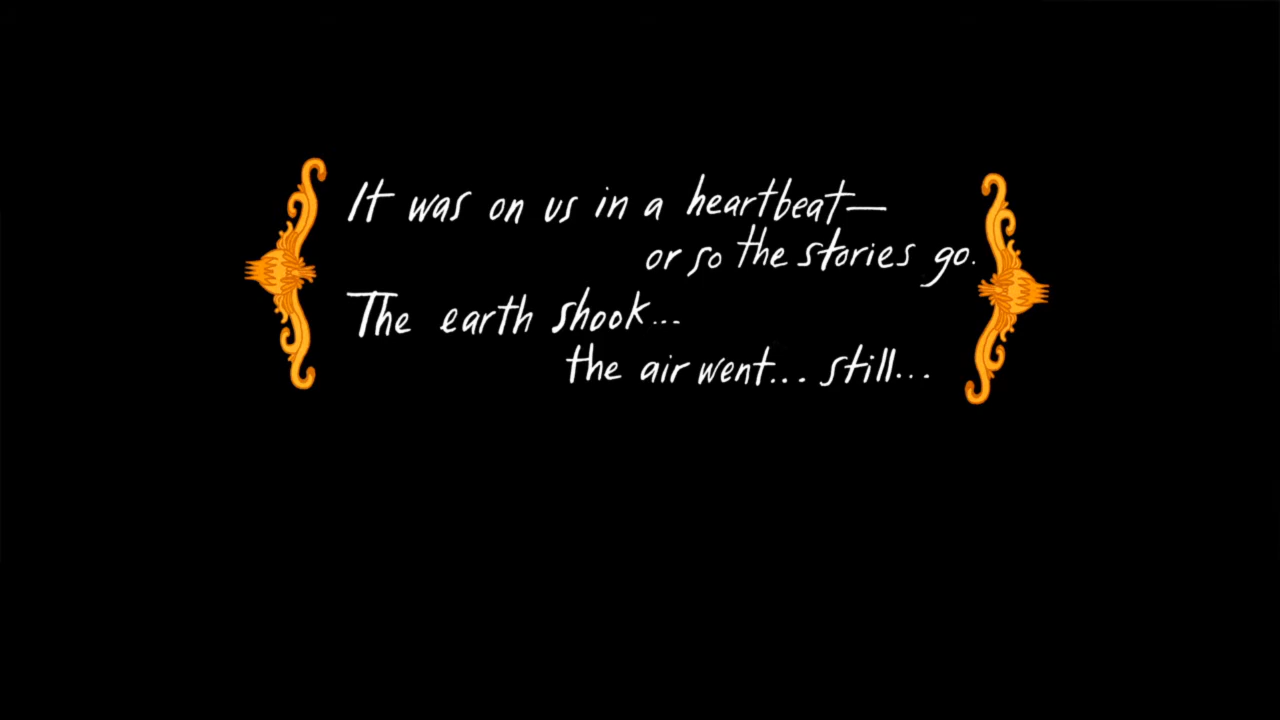 It was on us in a heartbeat—
or so the stories go.
The earth shook...
the air went... still...